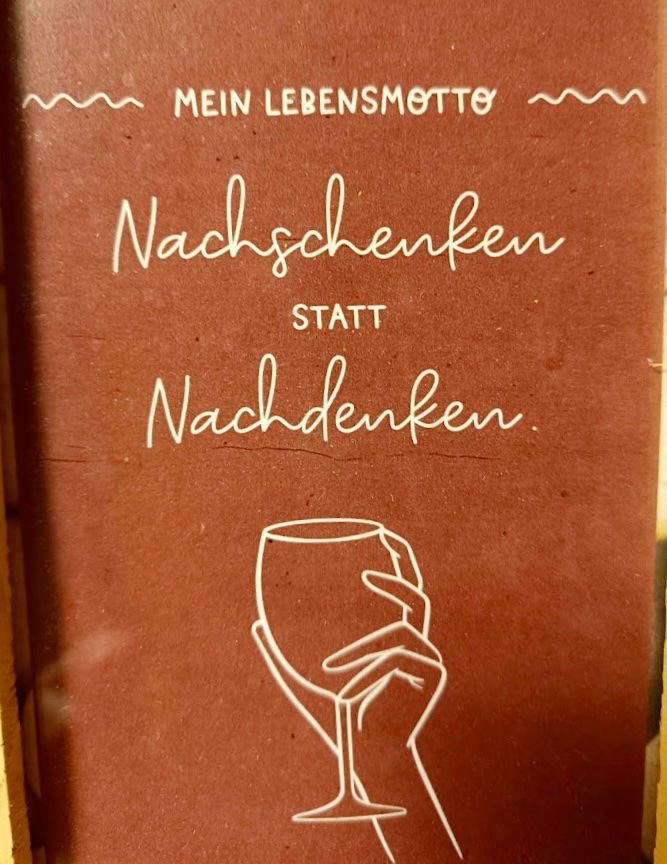 MEIN LEBENSMOTTO
Nachschenken
STATT
Nachdenken.